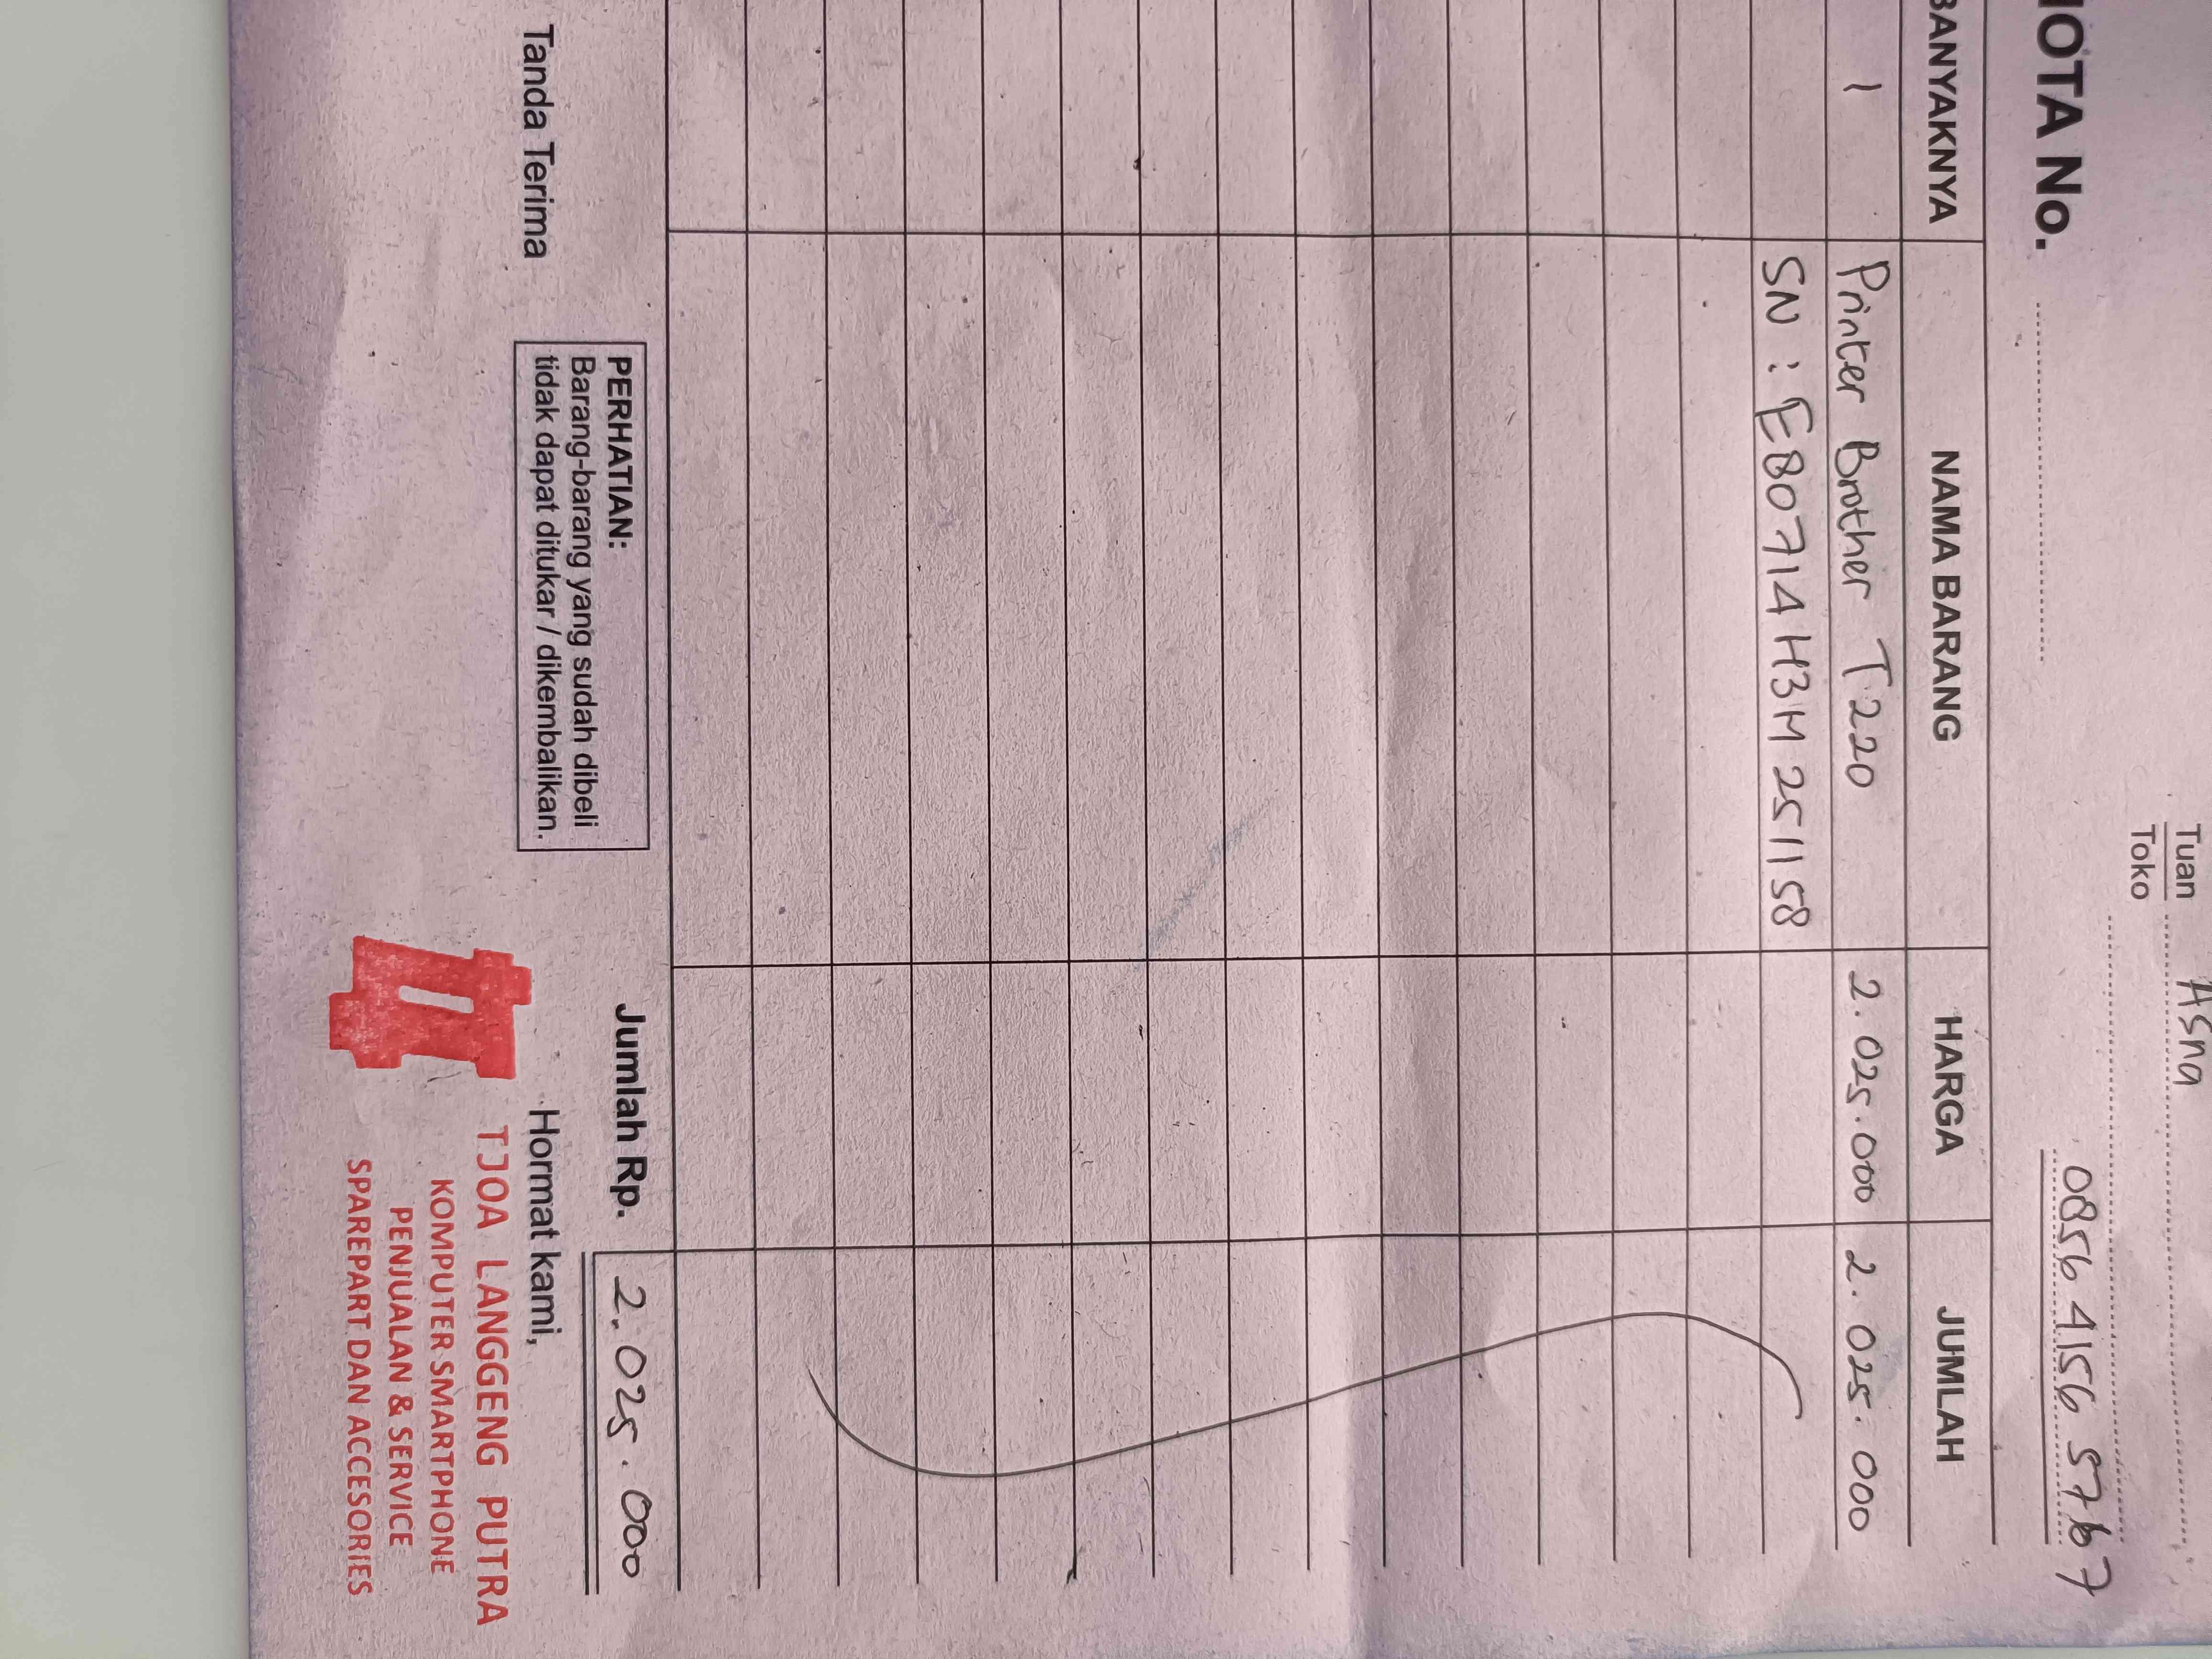 Tuan Asna
Toko
NOTA No.
0856 4156 5767
BANYAKNYA NAMA BARANG HARGA JUMLAH
1 Printer Brother T220 2.025.000 2.025.000
SN : E80714H3M251158
Jumlah Rp. 2.025.000
Tanda Terima
PERHATIAN:
Barang-barang yang sudah dibeli
tidak dapat ditukar / dikembalikan.
Hormat kami,
TJOA LANGGENG PUTRA
KOMPUTER SMARTPHONE
PENJUALAN & SERVICE
SPAREPART DAN ACCESORIES